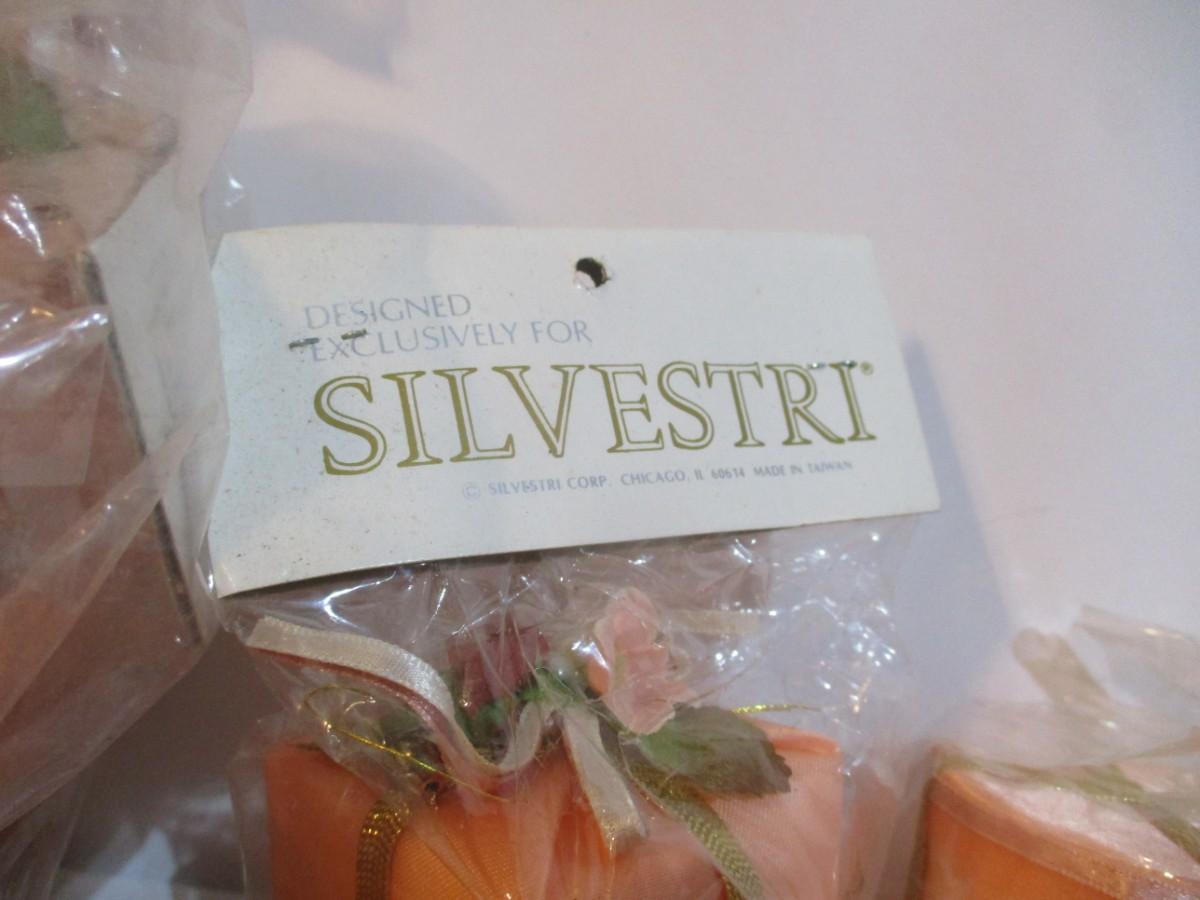 DESIGNED
EXCLUSIVELY FOR
SILVESTRI®
© SILVESTRI CORP. CHICAGO, IL 60614 MADE IN TAIWAN